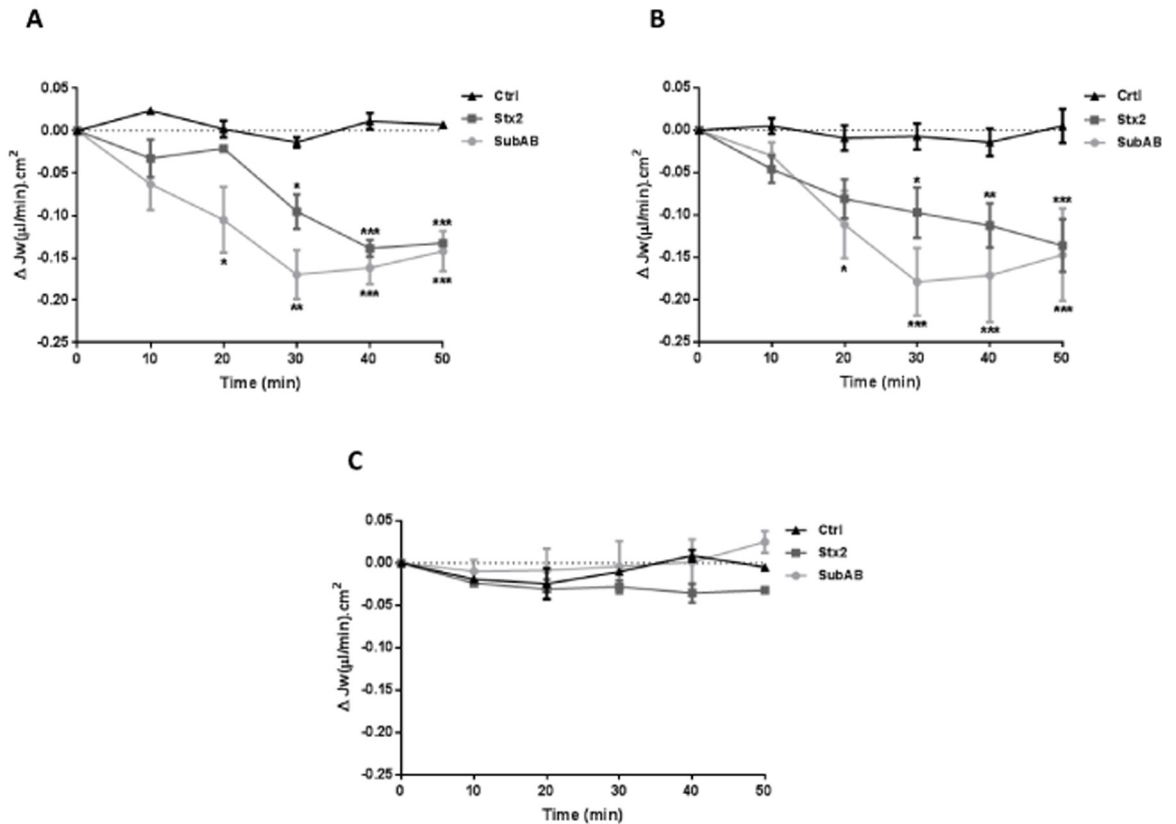 A
0.05
0.00
-0.05
-0.10
-0.15
-0.20
-0.25
Δ Jw(µl/min).cm²
0 10 20 30 40 50
Time (min)
Ctrl
Stx2
SubAB
* *** ***
* ** *** ***
B
0.05
0.00
-0.05
-0.10
-0.15
-0.20
-0.25
Δ Jw(µl/min).cm²
0 10 20 30 40 50
Time (min)
Crtl
Stx2
SubAB
* ** ***
* *** *** ***
C
0.05
0.00
-0.05
-0.10
-0.15
-0.20
-0.25
Δ Jw(µl/min).cm²
0 10 20 30 40 50
Time (min)
Ctrl
Stx2
SubAB